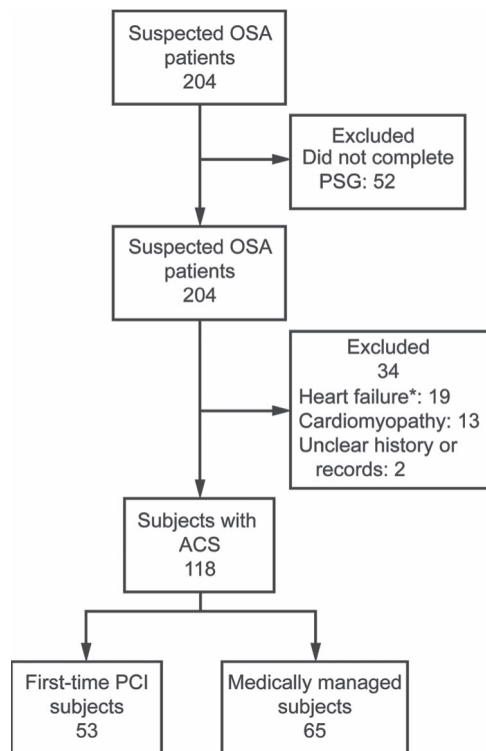 Suspected OSA
patients
204
Excluded
Did not complete
PSG: 52
Suspected OSA
patients
204
Excluded
34
Heart failure*: 19
Cardiomyopathy: 13
Unclear history or
records: 2
Subjects with
ACS
118
First-time PCI
subjects
53
Medically managed
subjects
65